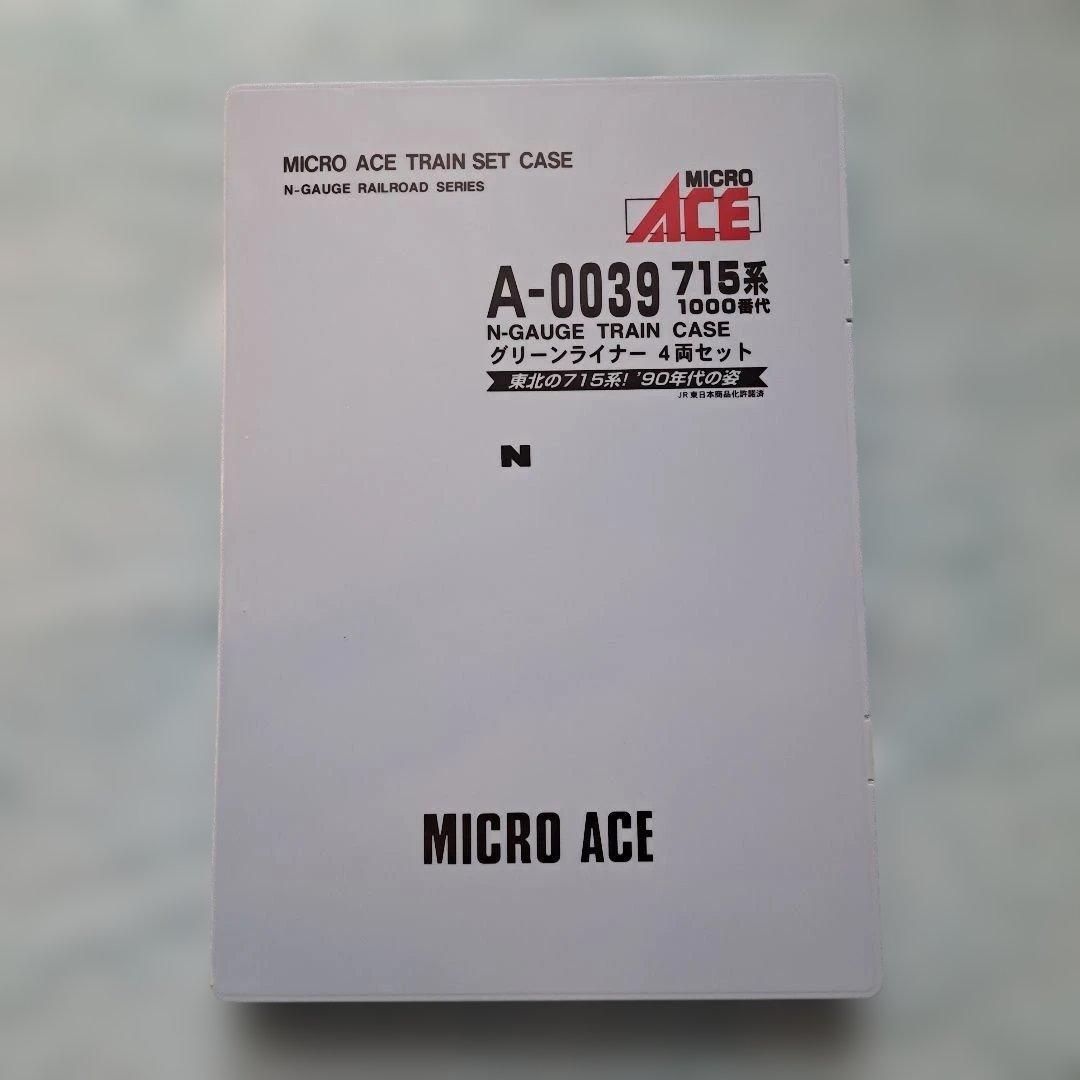 MICRO ACE TRAIN SET CASE
N-GAUGE RAILROAD SERIES
MICRO
ACE
A-0039 715系
1000番代
N-GAUGE TRAIN CASE
グリーンライナー 4両セット
東北の715系! '90年代の姿
JR東日本商品化許諾済
N
MICRO ACE